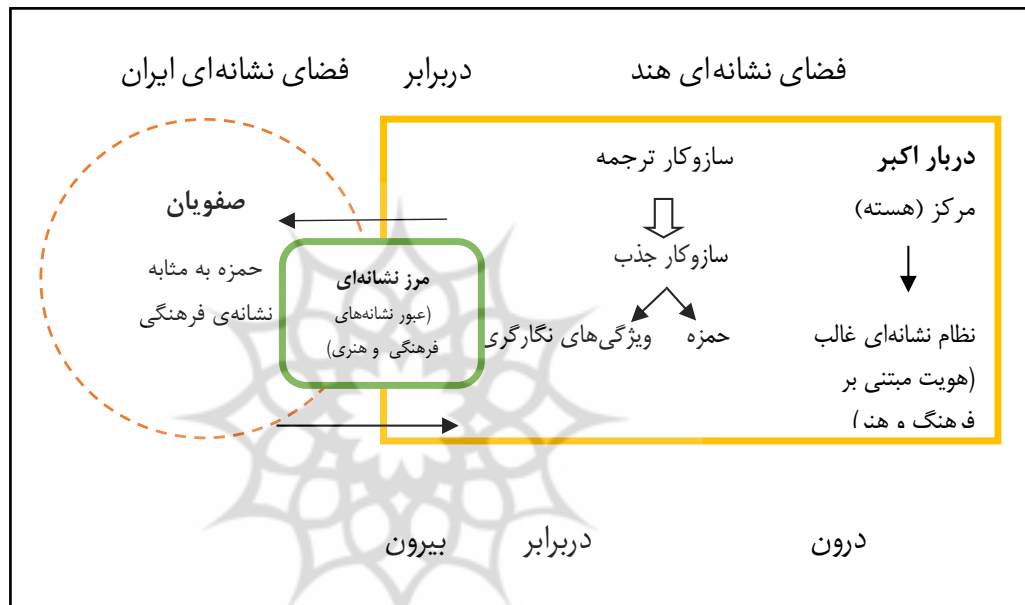 فضای نشانه‌ای هند دربرابر فضای نشانه‌ای ایران
دربار اکبر
مرکز (هسته)
نظام نشانه‌ای غالب
(هویت مبتنی بر
فرهنگ و هنر)
سازوکار ترجمه
سازوکار جذب
حمزه ویژگی‌های نگارگری
مرز نشانه‌ای
(عبور نشانه‌های
فرهنگی و هنری)
صفویان
حمزه به مثابه
نشانه‌ی فرهنگی
درون دربرابر بیرون